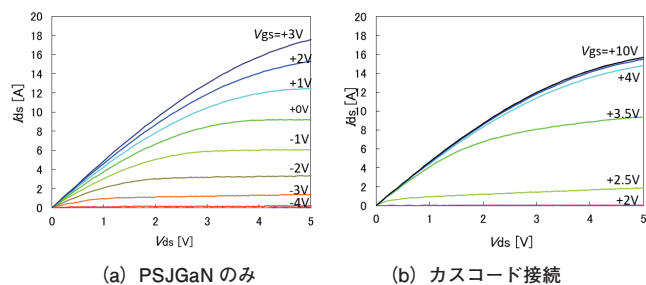 20
18
16
14
12
10
8
6
4
2
0
Ids [A]
Vgs=+3V
+2V
+1V
+0V
-1V
-2V
-3V
-4V
0 1 2 3 4 5
Vds [V]
(a) PSJGaN のみ
20
18
16
14
12
10
8
6
4
2
0
Ids [A]
Vgs=+10V
+4V
+3.5V
+2.5V
+2V
0 1 2 3 4 5
Vds [V]
(b) カスコード接続